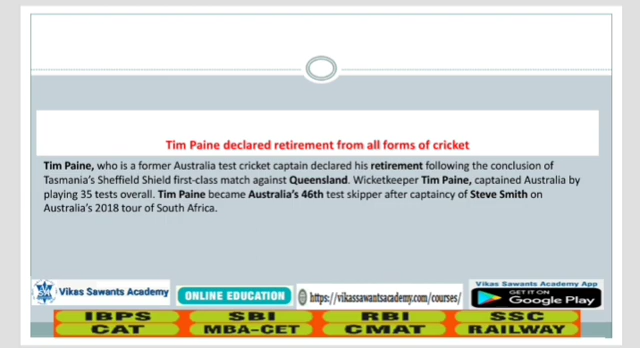 Tim Paine declared retirement from all forms of cricket
Tim Paine, who is a former Australia test cricket captain declared his retirement following the conclusion of
Tasmania's Sheffield Shield first-class match against Queensland. Wicketkeeper Tim Paine, captained Australia by
playing 35 tests overall. Tim Paine became Australia's 46th test skipper after captaincy of Steve Smith on
Australia's 2018 tour of South Africa.
Vikas Sawants Academy
ONLINE EDUCATION
https://vikassawantsacademy.com/courses/
Vikas Sawants Academy App
GET IT ON
Google Play
IBPS SBI RBI SSC
CAT MBA-CET CMAT RAILWAY